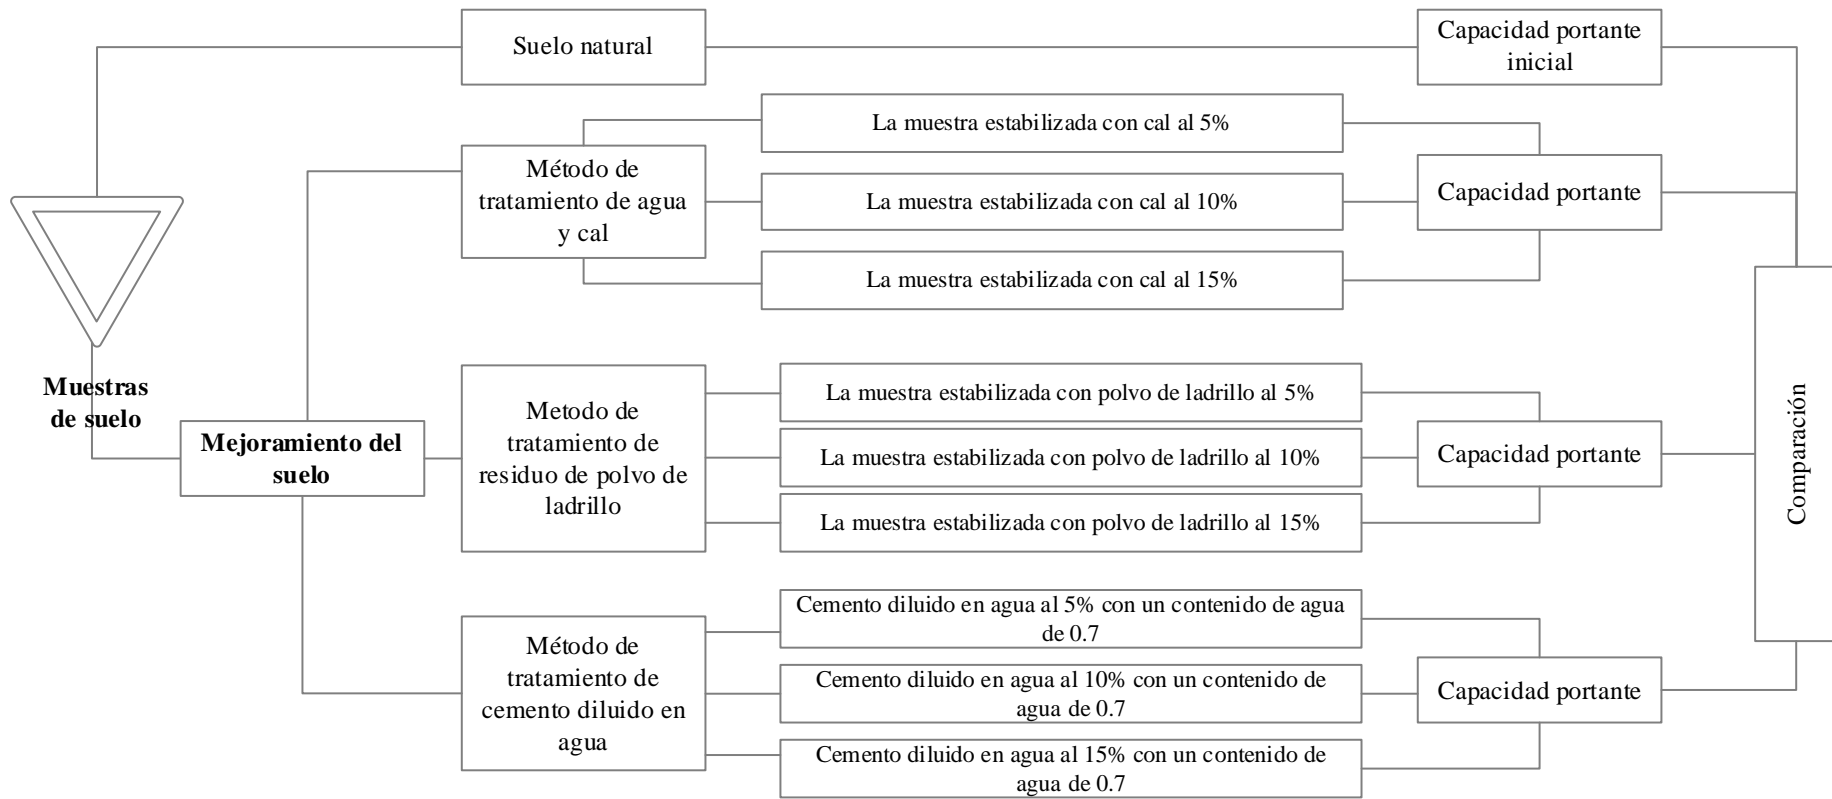 Suelo natural
Capacidad portante
inicial
La muestra estabilizada con cal al 5%
Método de
tratamiento de agua
y cal
La muestra estabilizada con cal al 10%
Capacidad portante
La muestra estabilizada con cal al 15%
Muestras
de suelo
Mejoramiento del
suelo
Metodo de
tratamiento de
residuo de polvo de
ladrillo
La muestra estabilizada con polvo de ladrillo al 5%
La muestra estabilizada con polvo de ladrillo al 10%
La muestra estabilizada con polvo de ladrillo al 15%
Capacidad portante
Comparación
Método de
tratamiento de
cemento diluido en
agua
Cemento diluido en agua al 5% con un contenido de agua
de 0.7
Cemento diluido en agua al 10% con un contenido de
agua de 0.7
Cemento diluido en agua al 15% con un contenido de
agua de 0.7
Capacidad portante